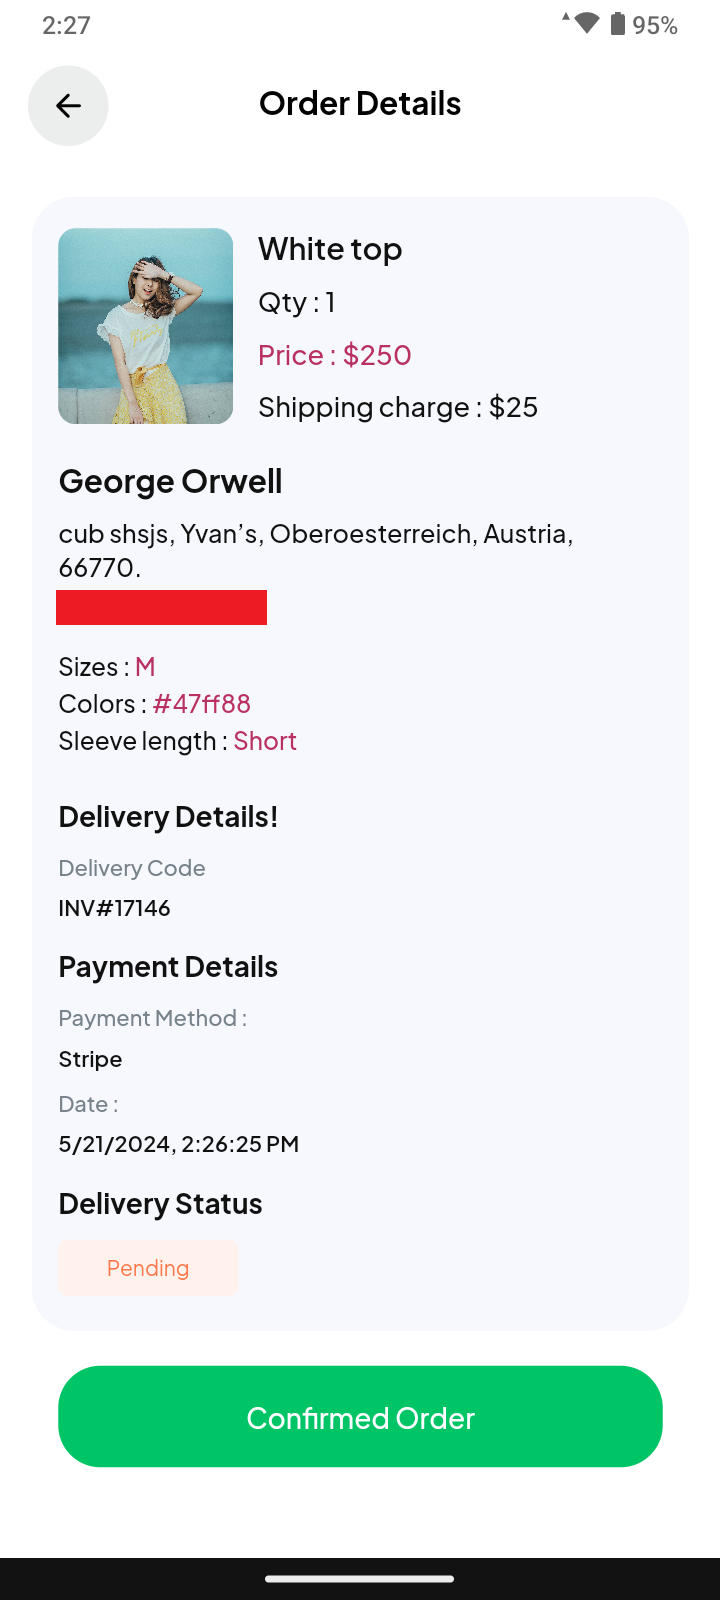 2:27
95%
Order Details
White top
Qty : 1
Price : $250
Shipping charge : $25
George Orwell
cub shsjs, Yvan’s, Oberoesterreich, Austria,
66770.
Sizes : M
Colors : #47ff88
Sleeve length : Short
Delivery Details!
Delivery Code
INV#17146
Payment Details
Payment Method :
Stripe
Date :
5/21/2024, 2:26:25 PM
Delivery Status
Pending
Confirmed Order